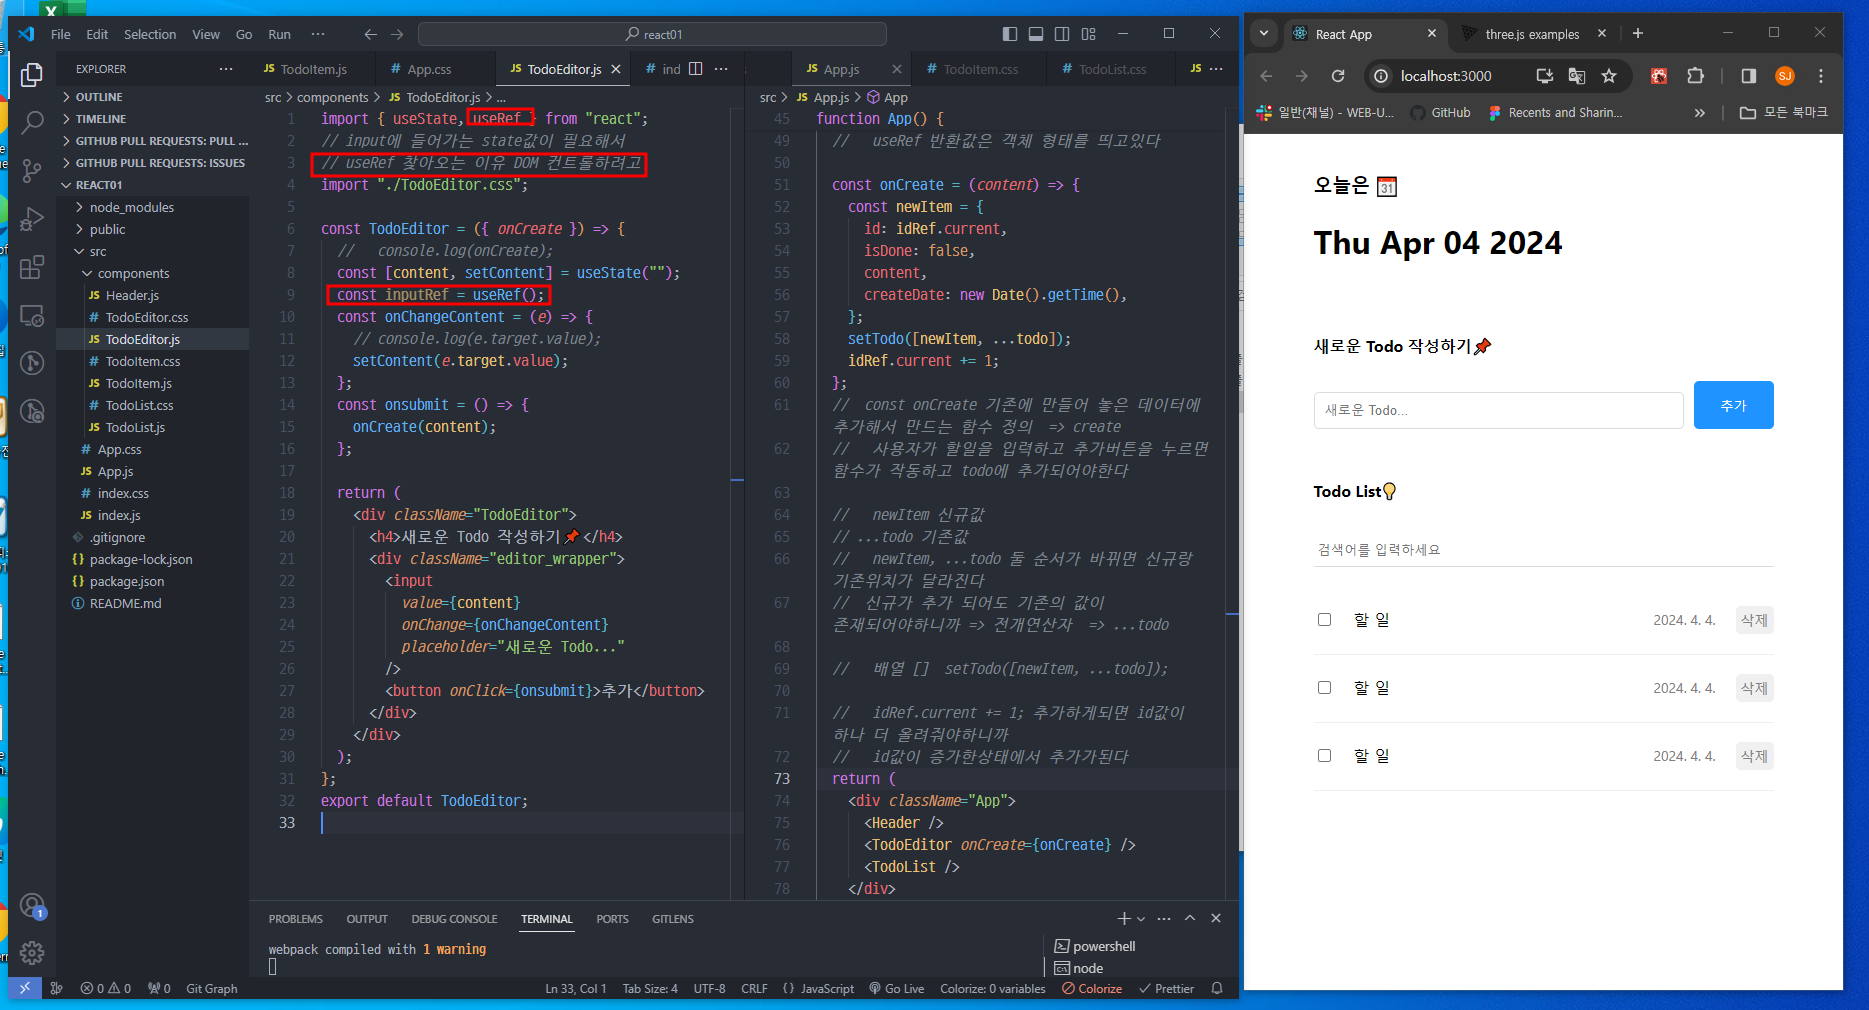 File Edit Selection View Go Run ··· react01
EXPLORER ···
OUTLINE
TIMELINE
GITHUB PULL REQUESTS: PULL ...
GITHUB PULL REQUESTS: ISSUES
REACT01
node_modules
public
src
components
JS Header.js
# TodoEditor.css
JS TodoEditor.js
# TodoItem.css
JS TodoItem.js
# TodoList.css
JS TodoList.js
# App.css
JS App.js
# index.css
JS index.js
.gitignore
{} package-lock.json
{} package.json
README.md
JS TodoItem.js # App.css JS TodoEditor.js # ind ···
src > components > JS TodoEditor.js > ...
1 import { useState, useRef } from "react";
2 // input에 들어가는 state값이 필요해서
3 // useRef 찾아오는 이유 DOM 컨트롤하려고
4 import "./TodoEditor.css";
5
6 const TodoEditor = ({ onCreate }) => {
7 //   console.log(onCreate);
8 const [content, setContent] = useState("");
9 const inputRef = useRef();
10 const onChangeContent = (e) => {
11 // console.log(e.target.value);
12 setContent(e.target.value);
13 };
14 const onsubmit = () => {
15 onCreate(content);
16 };
17
18 return (
19 <div className="TodoEditor">
20 <h4>새로운 Todo 작성하기📌</h4>
21 <div className="editor_wrapper">
22 <input
23 value={content}
24 onChange={onChangeContent}
25 placeholder="새로운 Todo..."
26 />
27 <button onClick={onsubmit}>추가</button>
28 </div>
29 </div>
30 );
31 };
32 export default TodoEditor;
33
JS App.js # TodoItem.css # TodoList.css JS ···
src > JS App.js > App
45 function App() {
49 //   useRef 반환값은 객체 형태를 띄고있다
50
51 const onCreate = (content) => {
52 const newItem = {
53 id: idRef.current,
54 isDone: false,
55 content,
56 createDate: new Date().getTime(),
57 };
58 setTodo([newItem, ...todo]);
59 idRef.current += 1;
60 };
61 //  const onCreate 기존에 만들어 놓은 데이터에
추가해서 만드는 함수 정의  => create
62 //   사용자가 할일을 입력하고 추가버튼을 누르면
함수가 작동하고 todo에 추가되어야한다
63
64 //   newItem 신규값
65 // ...todo 기존값
66 //   newItem, ...todo 둘 순서가 바뀌면 신규랑
기존위치가 달라진다
67 //  신규가 추가 되어도 기존의 값이
존재되어야하니까 => 전개연산자  => ...todo
68
69 //   배열 []  setTodo([newItem, ...todo]);
70
71 //   idRef.current += 1; 추가하게되면 id값이
하나 더 올려줘야하니까
72 //   id값이 증가한상태에서 추가가된다
73 return (
74 <div className="App">
75 <Header />
76 <TodoEditor onCreate={onCreate} />
77 <TodoList />
78 </div>
PROBLEMS OUTPUT DEBUG CONSOLE TERMINAL PORTS GITLENS
webpack compiled with 1 warning
powershell
node
1
0 0 0 Git Graph Ln 33, Col 1 Tab Size: 4 UTF-8 CRLF {} JavaScript Go Live Colorize: 0 variables Colorize Prettier
React App three.js examples
localhost:3000 SJ
일반(채널) - WEB-U... GitHub Recents and Sharin... » 모든 북마크
오늘은 📅
Thu Apr 04 2024
새로운 Todo 작성하기📌
새로운 Todo... 추가
Todo List💡
검색어를 입력하세요
할 일 2024. 4. 4. 삭제
할 일 2024. 4. 4. 삭제
할 일 2024. 4. 4. 삭제